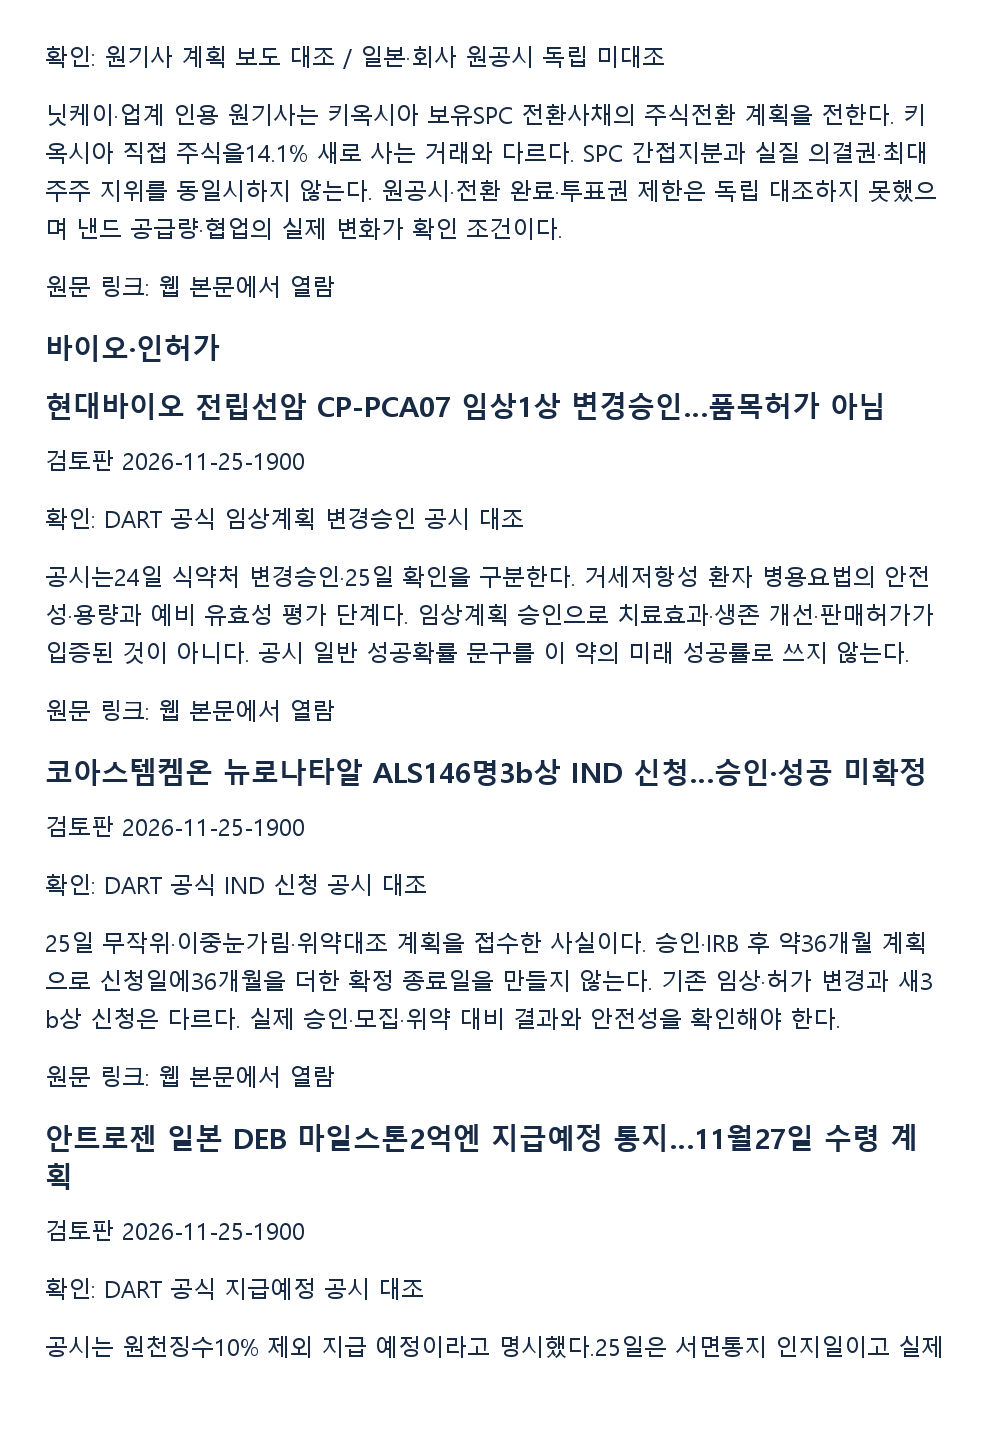 확인: 원기사 계획 보도 대조 / 일본·회사 원공시 독립 미대조
닛케이·업계 인용 원기사는 키옥시아 보유SPC 전환사채의 주식전환 계획을 전한다. 키
옥시아 직접 주식을14.1% 새로 사는 거래와 다르다. SPC 간접지분과 실질 의결권·최대
주주 지위를 동일시하지 않는다. 원공시·전환 완료·투표권 제한은 독립 대조하지 못했으
며 낸드 공급량·협업의 실제 변화가 확인 조건이다.
원문 링크: 웹 본문에서 열람
바이오·인허가
현대바이오 전립선암 CP-PCA07 임상1상 변경승인...품목허가 아님
검토판 2026-11-25-1900
확인: DART 공식 임상계획 변경승인 공시 대조
공시는24일 식약처 변경승인·25일 확인을 구분한다. 거세저항성 환자 병용요법의 안전
성·용량과 예비 유효성 평가 단계다. 임상계획 승인으로 치료효과·생존 개선·판매허가가
입증된 것이 아니다. 공시 일반 성공확률 문구를 이 약의 미래 성공률로 쓰지 않는다.
원문 링크: 웹 본문에서 열람
코아스템켐온 뉴로나타알 ALS146명3b상 IND 신청...승인·성공 미확정
검토판 2026-11-25-1900
확인: DART 공식 IND 신청 공시 대조
25일 무작위·이중눈가림·위약대조 계획을 접수한 사실이다. 승인·IRB 후 약36개월 계획
으로 신청일에36개월을 더한 확정 종료일을 만들지 않는다. 기존 임상·허가 변경과 새3
b상 신청은 다르다. 실제 승인·모집·위약 대비 결과와 안전성을 확인해야 한다.
원문 링크: 웹 본문에서 열람
안트로젠 일본 DEB 마일스톤2억엔 지급예정 통지...11월27일 수령 계
획
검토판 2026-11-25-1900
확인: DART 공식 지급예정 공시 대조
공시는 원천징수10% 제외 지급 예정이라고 명시했다.25일은 서면통지 인지일이고 실제